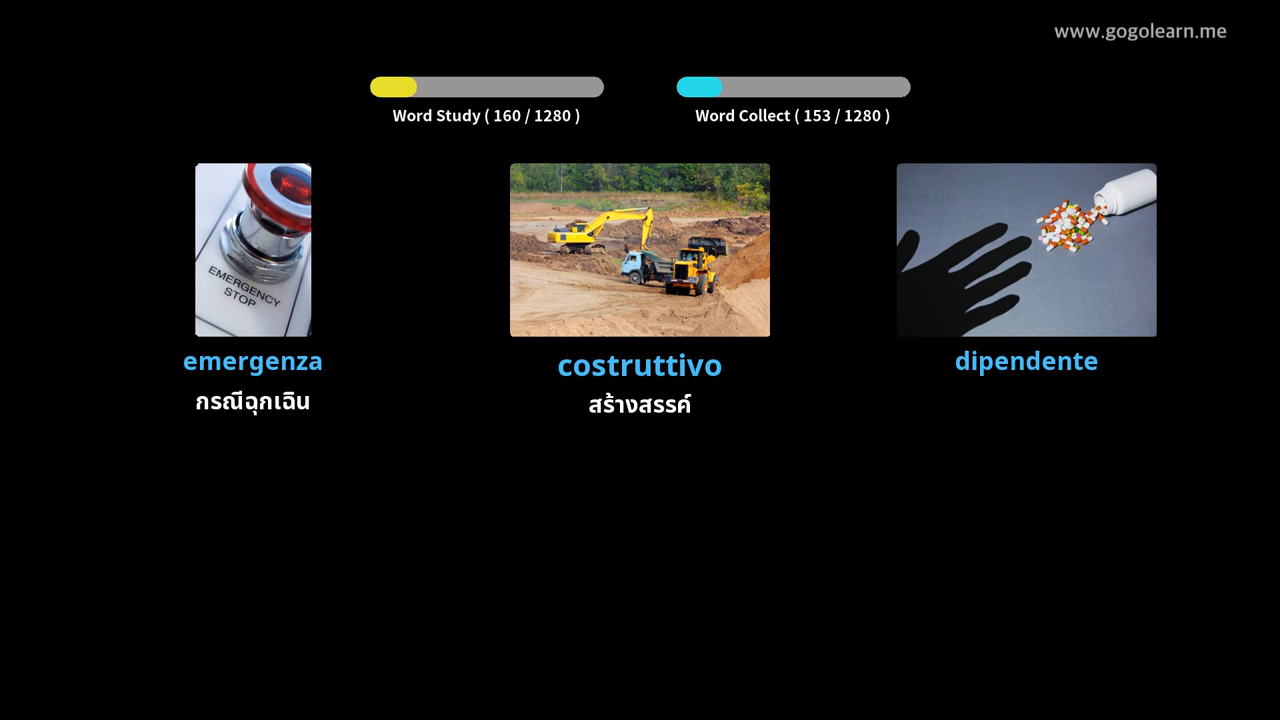 www.gogolearn.me
Word Study ( 160 / 1280 )
Word Collect ( 153 / 1280 )
EMERGENCY
STOP
emergenza
costruttivo
dipendente
กรณีฉุกเฉิน
สร้างสรรค์